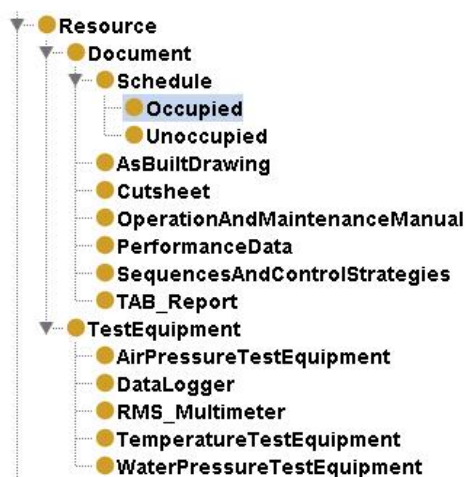 Resource
Document
Schedule
Occupied
Unoccupied
AsBuiltDrawing
Cutsheet
OperationAndMaintenanceManual
PerformanceData
SequencesAndControlStrategies
TAB_Report
TestEquipment
AirPressureTestEquipment
DataLogger
RMS_Multimeter
TemperatureTestEquipment
WaterPressureTestEquipment